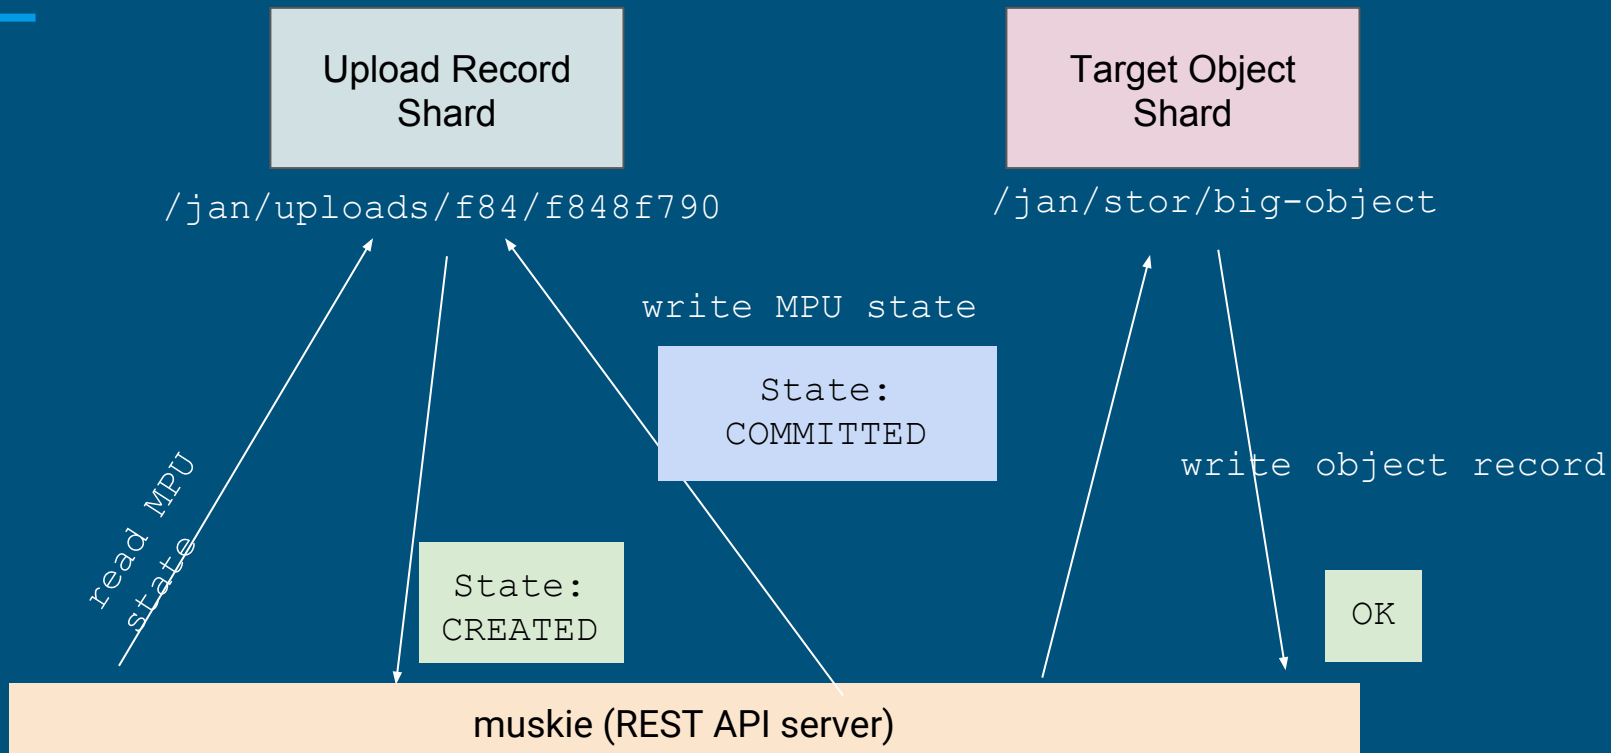 Upload Record
Shard
Target Object
Shard
/jan/uploads/f84/f848f790
/jan/stor/big-object
write MPU state
State:
COMMITTED
write object record
read MPU
state
State:
CREATED
OK
muskie (REST API server)